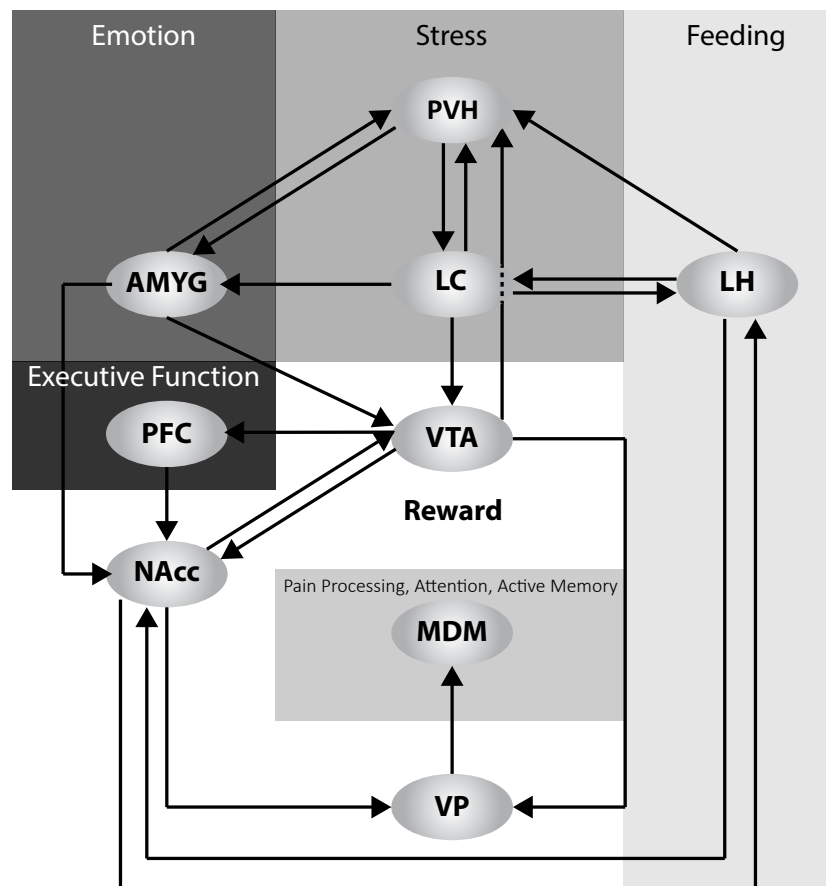 Emotion
Stress
Feeding
PVH
AMYG
LC
LH
Executive Function
PFC
VTA
Reward
NAcc
Pain Processing, Attention, Active Memory
MDM
VP